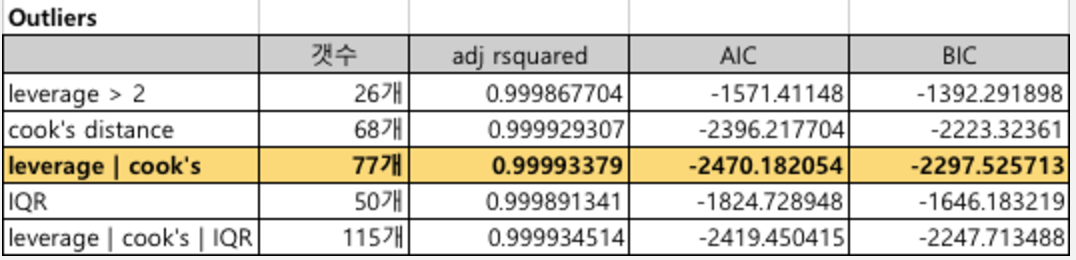 Outliers
갯수 adj rsquared AIC BIC
leverage > 2 26개 0.999867704 -1571.41148 -1392.291898
cook's distance 68개 0.999929307 -2396.217704 -2223.32361
leverage | cook's 77개 0.99993379 -2470.182054 -2297.525713
IQR 50개 0.999891341 -1824.728948 -1646.183219
leverage | cook's | IQR 115개 0.999934514 -2419.450415 -2247.713488